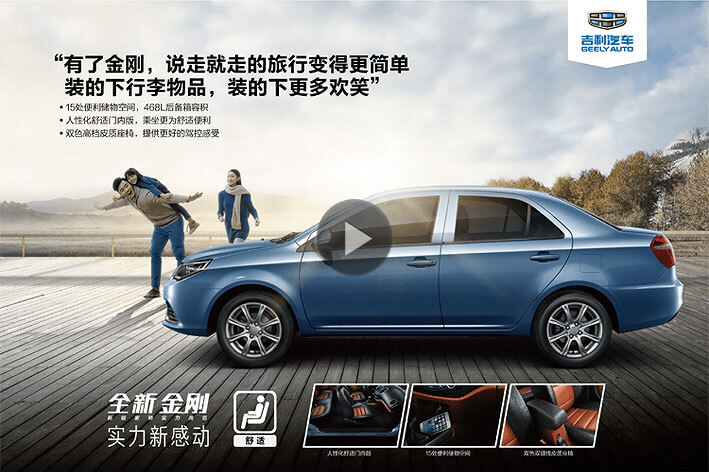 吉利汽车
GEELY AUTO
“有了金刚，说走就走的旅行变得更简单
装的下行李物品，装的下更多欢笑”
• 15处便利储物空间，468L后备箱容积
• 人性化舒适门内版，乘坐更为舒适便利
• 双色高档皮质座椅，提供更好的驾控感受
全新金刚
实力新感动
舒适
人性化舒适门内版
15处便利储物空间
双色双缝线皮质座椅